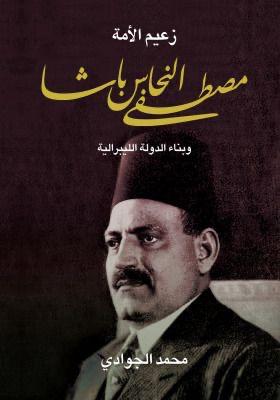 زعيم الأمة
مصطفى النحاس باشا
وبناء الدولة الليبرالية
محمد الجوادي